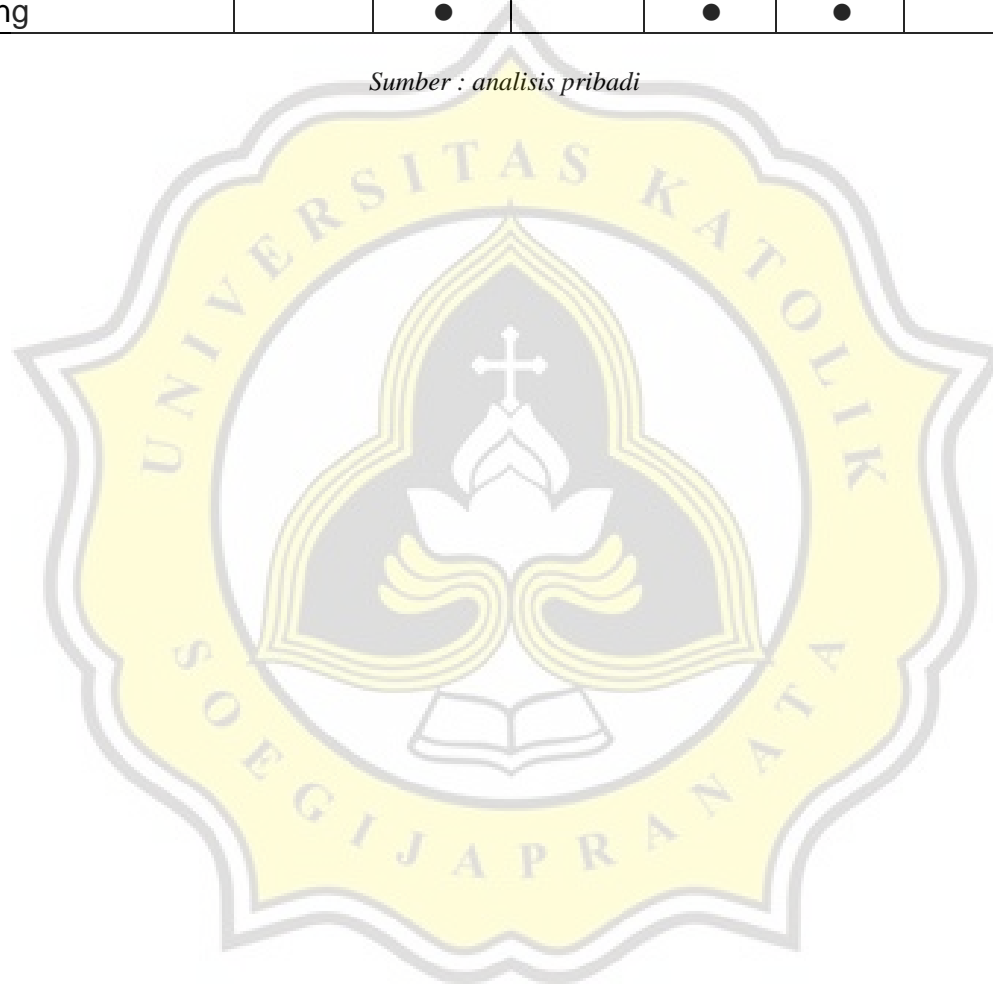 ng ● ● ●
Sumber : analisis pribadi
UNIVERSITAS KATOLIK
SOEGIJAPRANATA